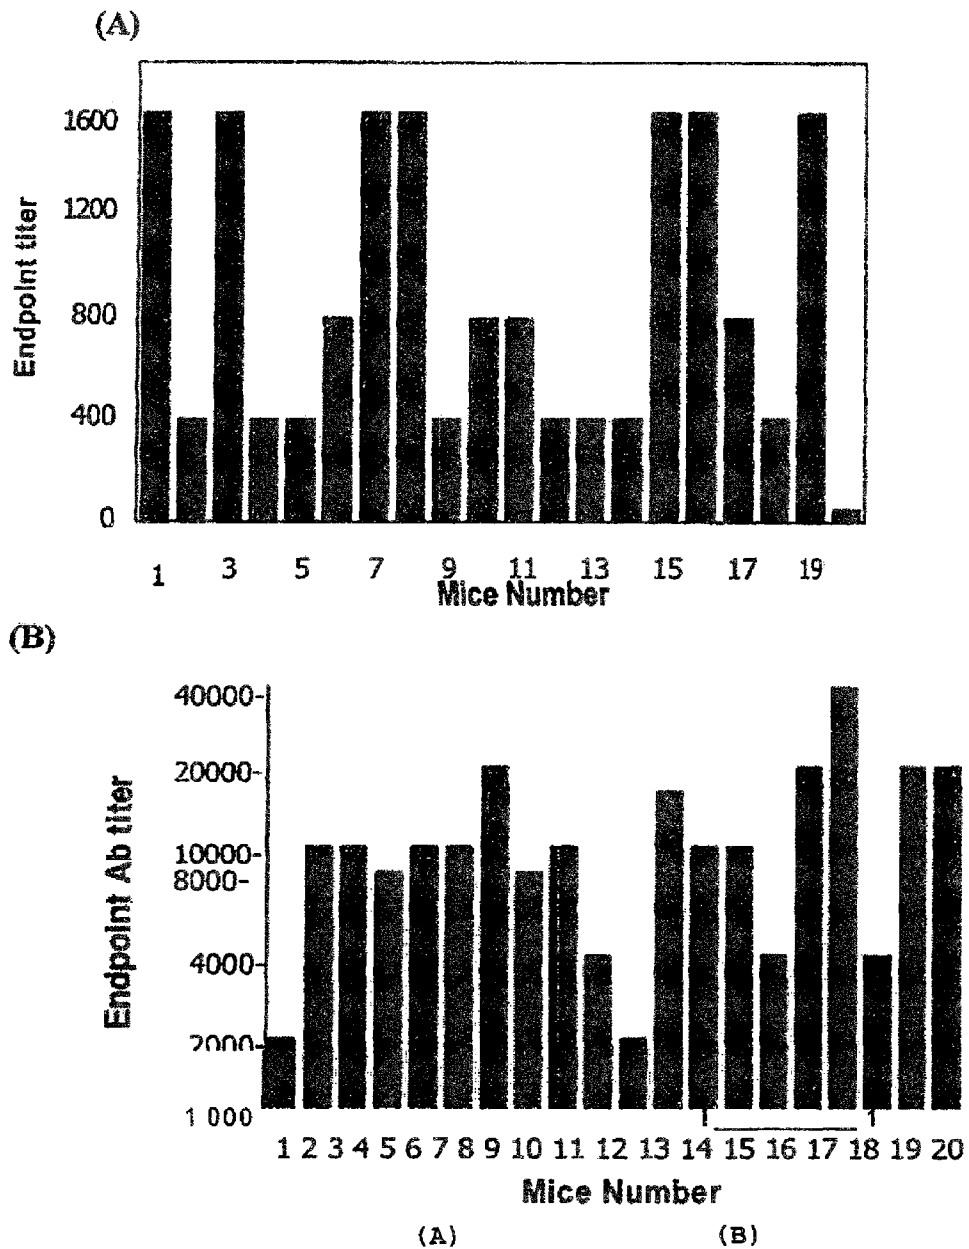 (A)
1600
1200
800
400
0
Endpoint titer
1 3 5 7 9 11 13 15 17 19
Mice Number
(B)
40000-
20000-
10000-
8000-
4000-
2000-
1 000
Endpoint Ab titer
1 2 3 4 5 6 7 8 9 10 11 12 13 14 15 16 17 18 19 20
Mice Number
(A) (B)